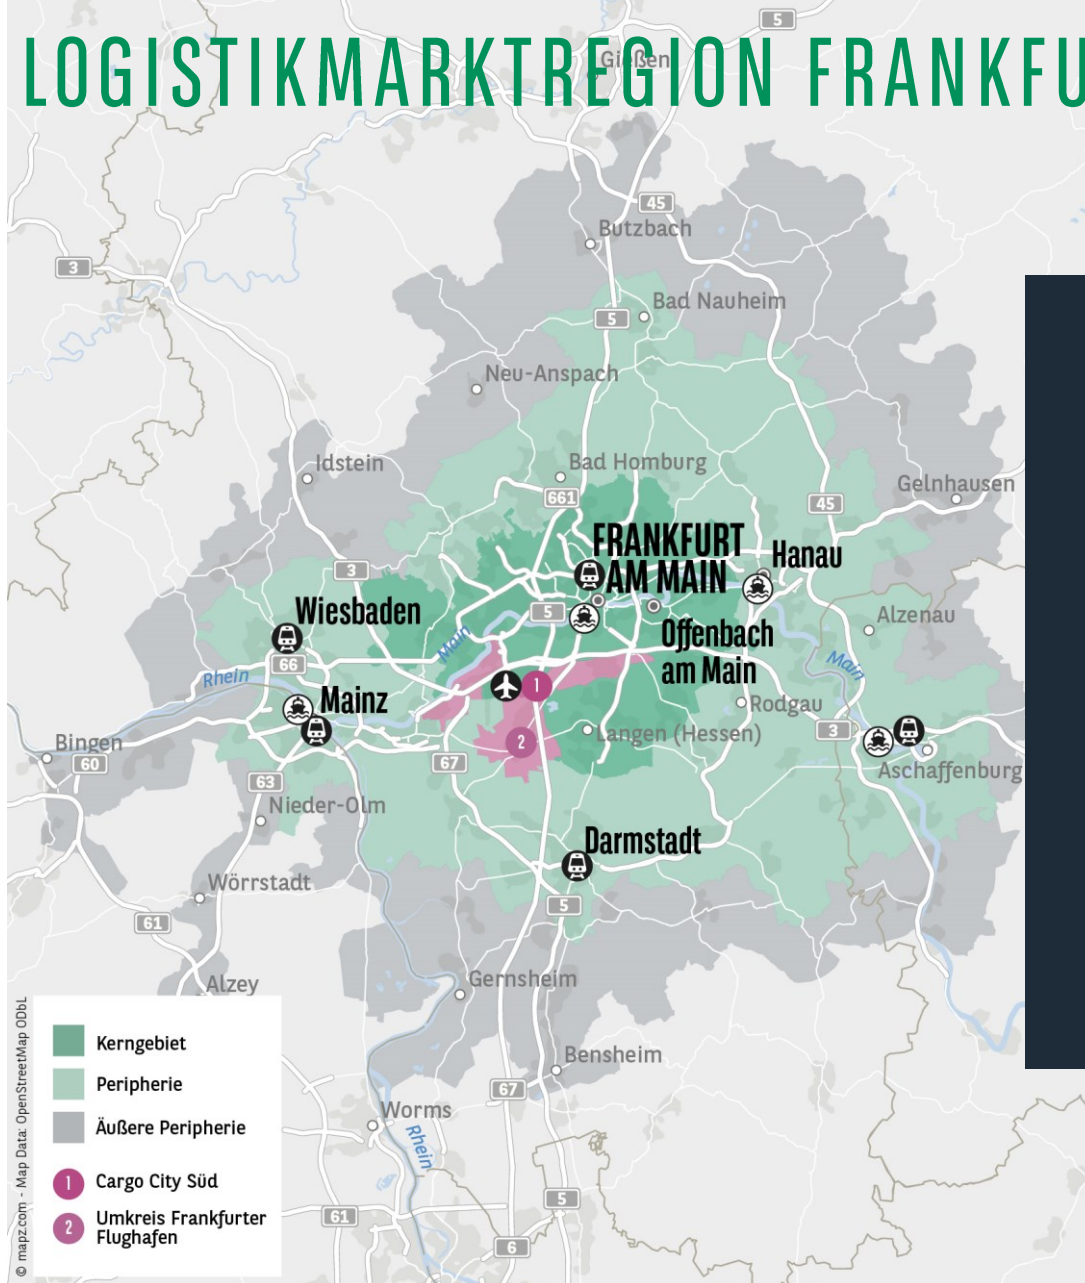 LOGISTIKMARKTREGION FRANKFU
5
Gießen
45
Butzbach
3
Bad Nauheim
5
Neu-Anspach
Idstein
Bad Homburg
Gelnhausen
661
45
FRANKFURT
AM MAIN
Hanau
3
Wiesbaden
5
Alzenau
Main
Offenbach
am Main
66
Rhein
Main
1
Mainz
Rodgau
3
Langen (Hessen)
2
Bingen
60
67
Aschaffenburg
63
Nieder-Olm
Darmstadt
Wörrstadt
5
61
Gernsheim
Alzey
Bensheim
67
Worms
Rhein
5
61
6
Kerngebiet
Peripherie
Äußere Peripherie
1 Cargo City Süd
2 Umkreis Frankfurter
Flughafen
© mapz.com - Map Data: OpenStreetMap ODbL